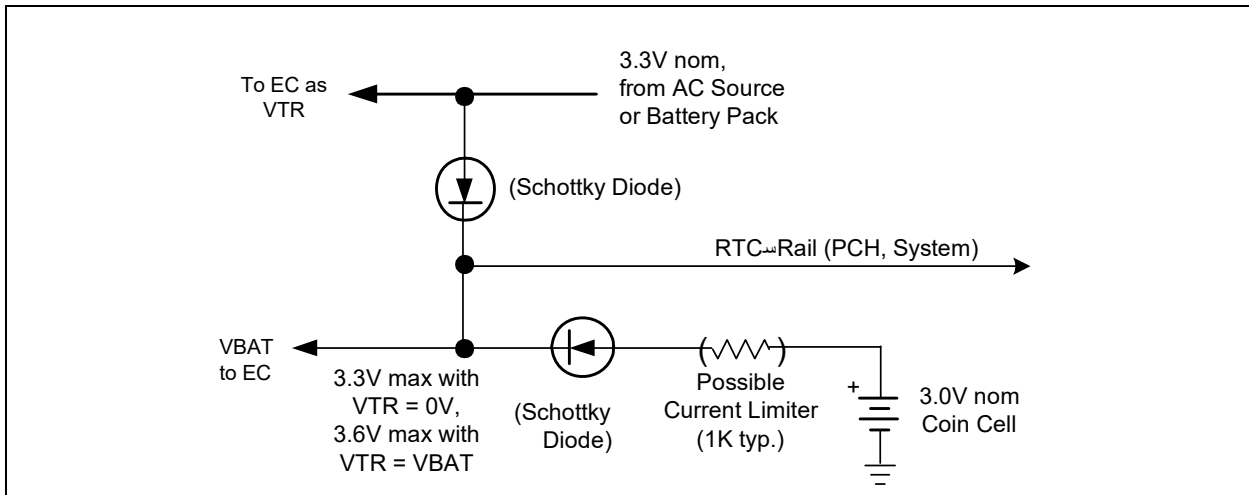 3.3V nom,
from AC Source
or Battery Pack
To EC as
VTR
(Schottky Diode)
RTC Rail (PCH, System)
VBAT
to EC
3.3V max with
VTR = 0V,
3.6V max with
VTR = VBAT
(Schottky
Diode)
( )
Possible
Current Limiter
(1K typ.)
+
3.0V nom
Coin Cell